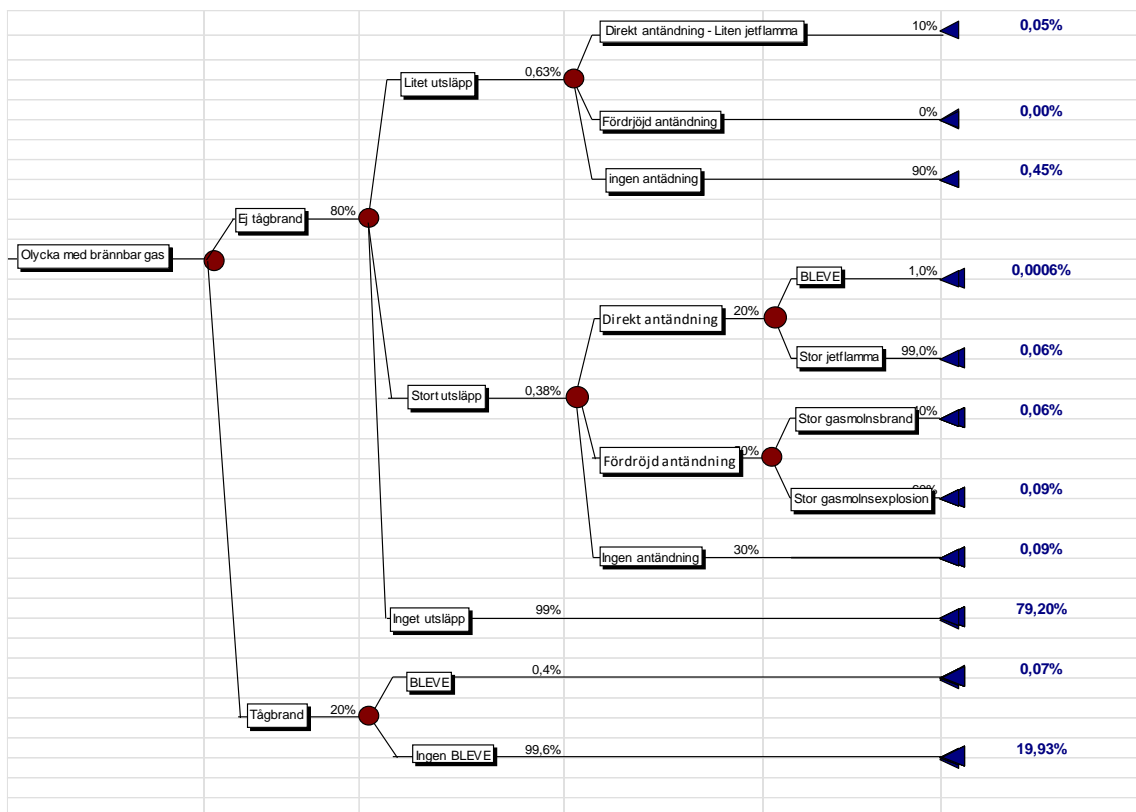 Direkt antändning - Liten jetflamma 10% 0,05%
Litet utsläpp 0,63%
Fördrjöjd antändning 0% 0,00%
ingen antädning 90% 0,45%
Ej tågbrand 80%
Olycka med brännbar gas
BLEVE 1,0% 0,0006%
Direkt antändning 20%
Stor jetflamma 99,0% 0,06%
Stort utsläpp 0,38%
Stor gasmolnsbrand 0,06%
Fördröjd antändning
Stor gasmolnsexplosion 0,09%
Ingen antändning 30% 0,09%
Inget utsläpp 99% 79,20%
BLEVE 0,4% 0,07%
Tågbrand 20%
Ingen BLEVE 99,6% 19,93%